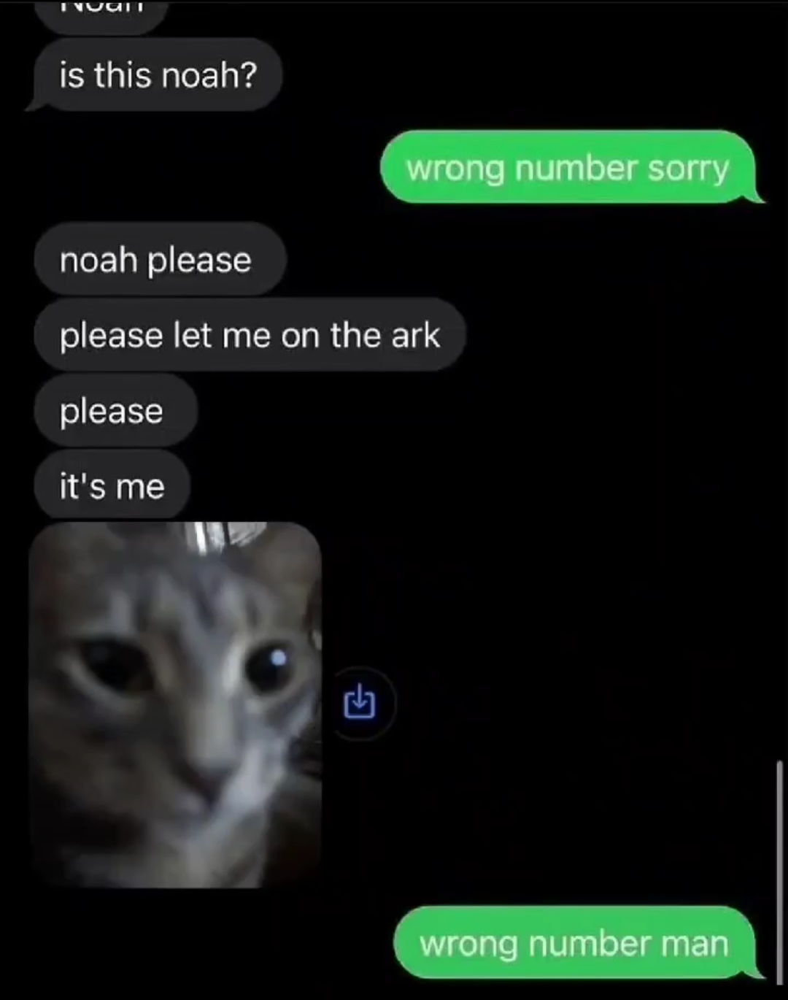 Noah
is this noah?
wrong number sorry
noah please
please let me on the ark
please
it's me
wrong number man